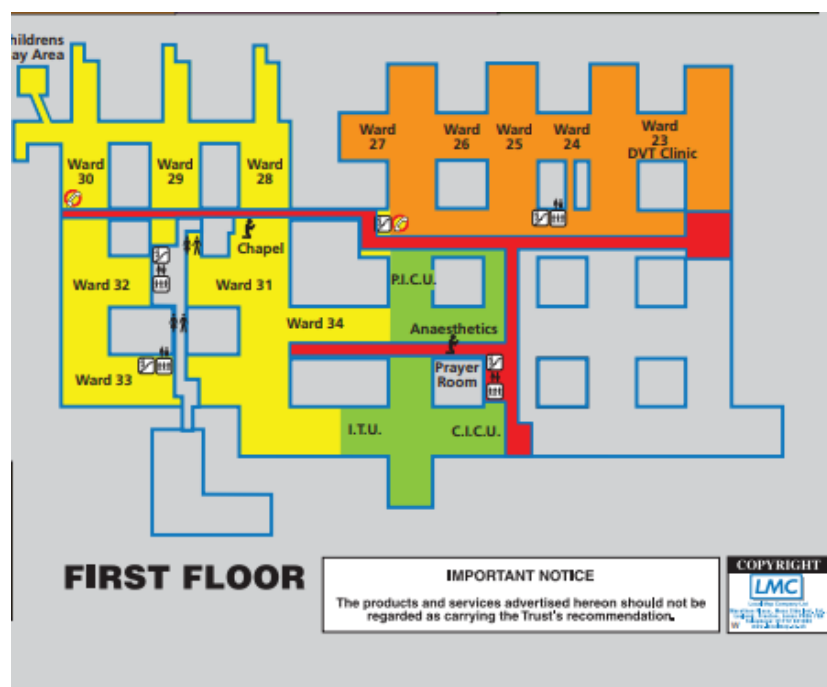 hildrens
ay Area
Ward
30
Ward
29
Ward
28
Ward
27
Ward
26
Ward
25
Ward
24
Ward
23
DVT Clinic
Chapel
Ward 32
Ward 31
P.I.C.U.
Ward 34
Anaesthetics
Prayer
Room
Ward 33
I.T.U.
C.I.C.U.
FIRST FLOOR
IMPORTANT NOTICE
The products and services advertised hereon should not be
regarded as carrying the Trust's recommendation.
COPYRIGHT
LMC
W